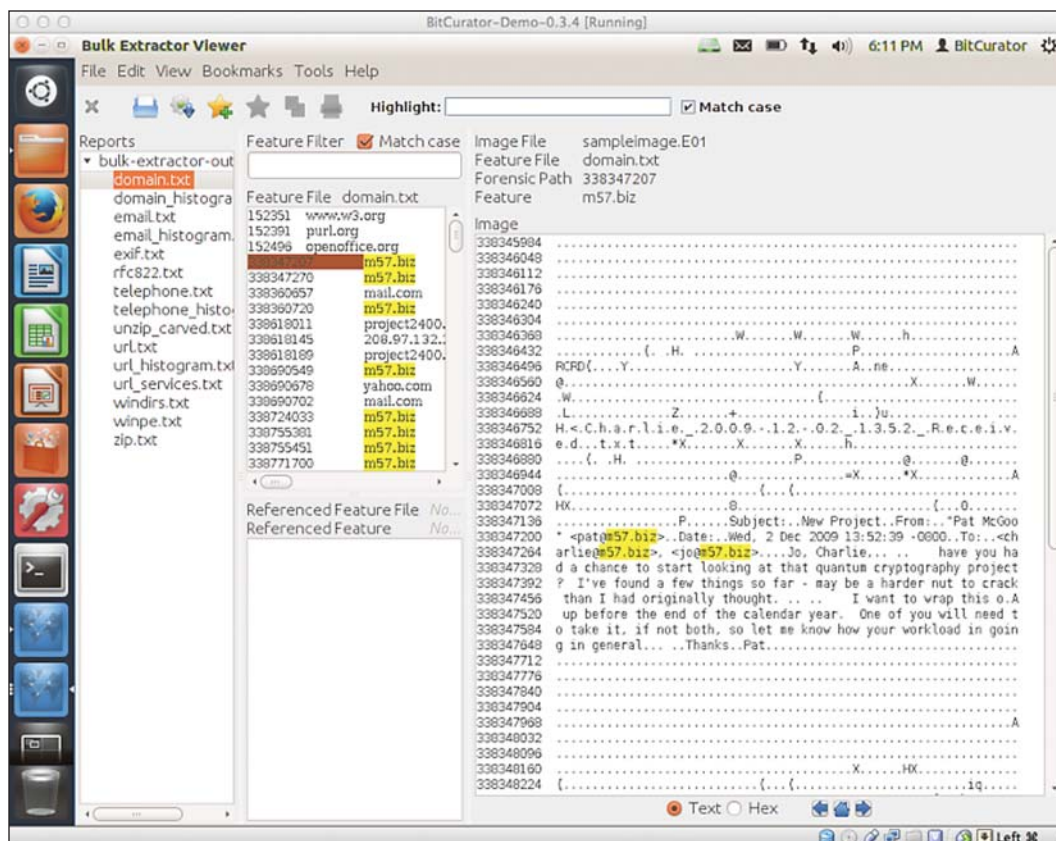 BitCurator-Demo-0.3.4 [Running]
Bulk Extractor Viewer
6:11 PM BitCurator
File Edit View Bookmarks Tools Help
Highlight:
Match case
Reports
bulk-extractor-out
domain.txt
domain_histogra
email.txt
email_histogram.
exif.txt
rfc822.txt
telephone.txt
telephone_histo
unzip_carved.txt
url.txt
url_histogram.txt
url_services.txt
windirs.txt
winpe.txt
zip.txt
Feature Filter Match case
Feature File domain.txt
152351 www.w3.org
152391 purl.org
152496 openoffice.org
338347207 m57.biz
338347270 m57.biz
338360657 mail.com
338360720 m57.biz
338618011 project2400.
338618145 208.97.132.
338618189 project2400.
338690549 m57.biz
338690678 yahoo.com
338690702 mail.com
338724033 m57.biz
338755381 m57.biz
338755451 m57.biz
338771700 m57.biz
Referenced Feature File No...
Referenced Feature No...
Image File sampleimage.E01
Feature File domain.txt
Forensic Path 338347207
Feature m57.biz
Image
338345984
338346048
338346112
338346176
338346240
338346304
338346368
338346432
338346496
338346560
338346624
338346688
338346752 H.<.C.h.a.r.l.i.e._.2.0.0.9.-.1.2.-.0.2._.1.3.5.2._.R.e.c.e.i.v.
338346816 e.d...t.x.t.
338346880
338346944
338347008
338347072
338347136 Subject:..New Project..From:.."Pat McGoo
338347200 " <pat@m57.biz>..Date:..Wed, 2 Dec 2009 13:52:39 -0800..To:..<ch
338347264 arlie@m57.biz>, <jo@m57.biz>....Jo, Charlie... .. have you ha
338347328 d a chance to start looking at that quantum cryptography project
338347392 ? I've found a few things so far - may be a harder nut to crack
338347456 than I had originally thought. .. .. I want to wrap this o.A
338347520 up before the end of the calendar year. One of you will need t
338347584 o take it, if not both, so let me know how your workload in goin
338347648 g in general... ..Thanks..Pat.
338347712
338347776
338347840
338347904
338347968
338348032
338348096
338348160
338348224
Text Hex
Left ⌘